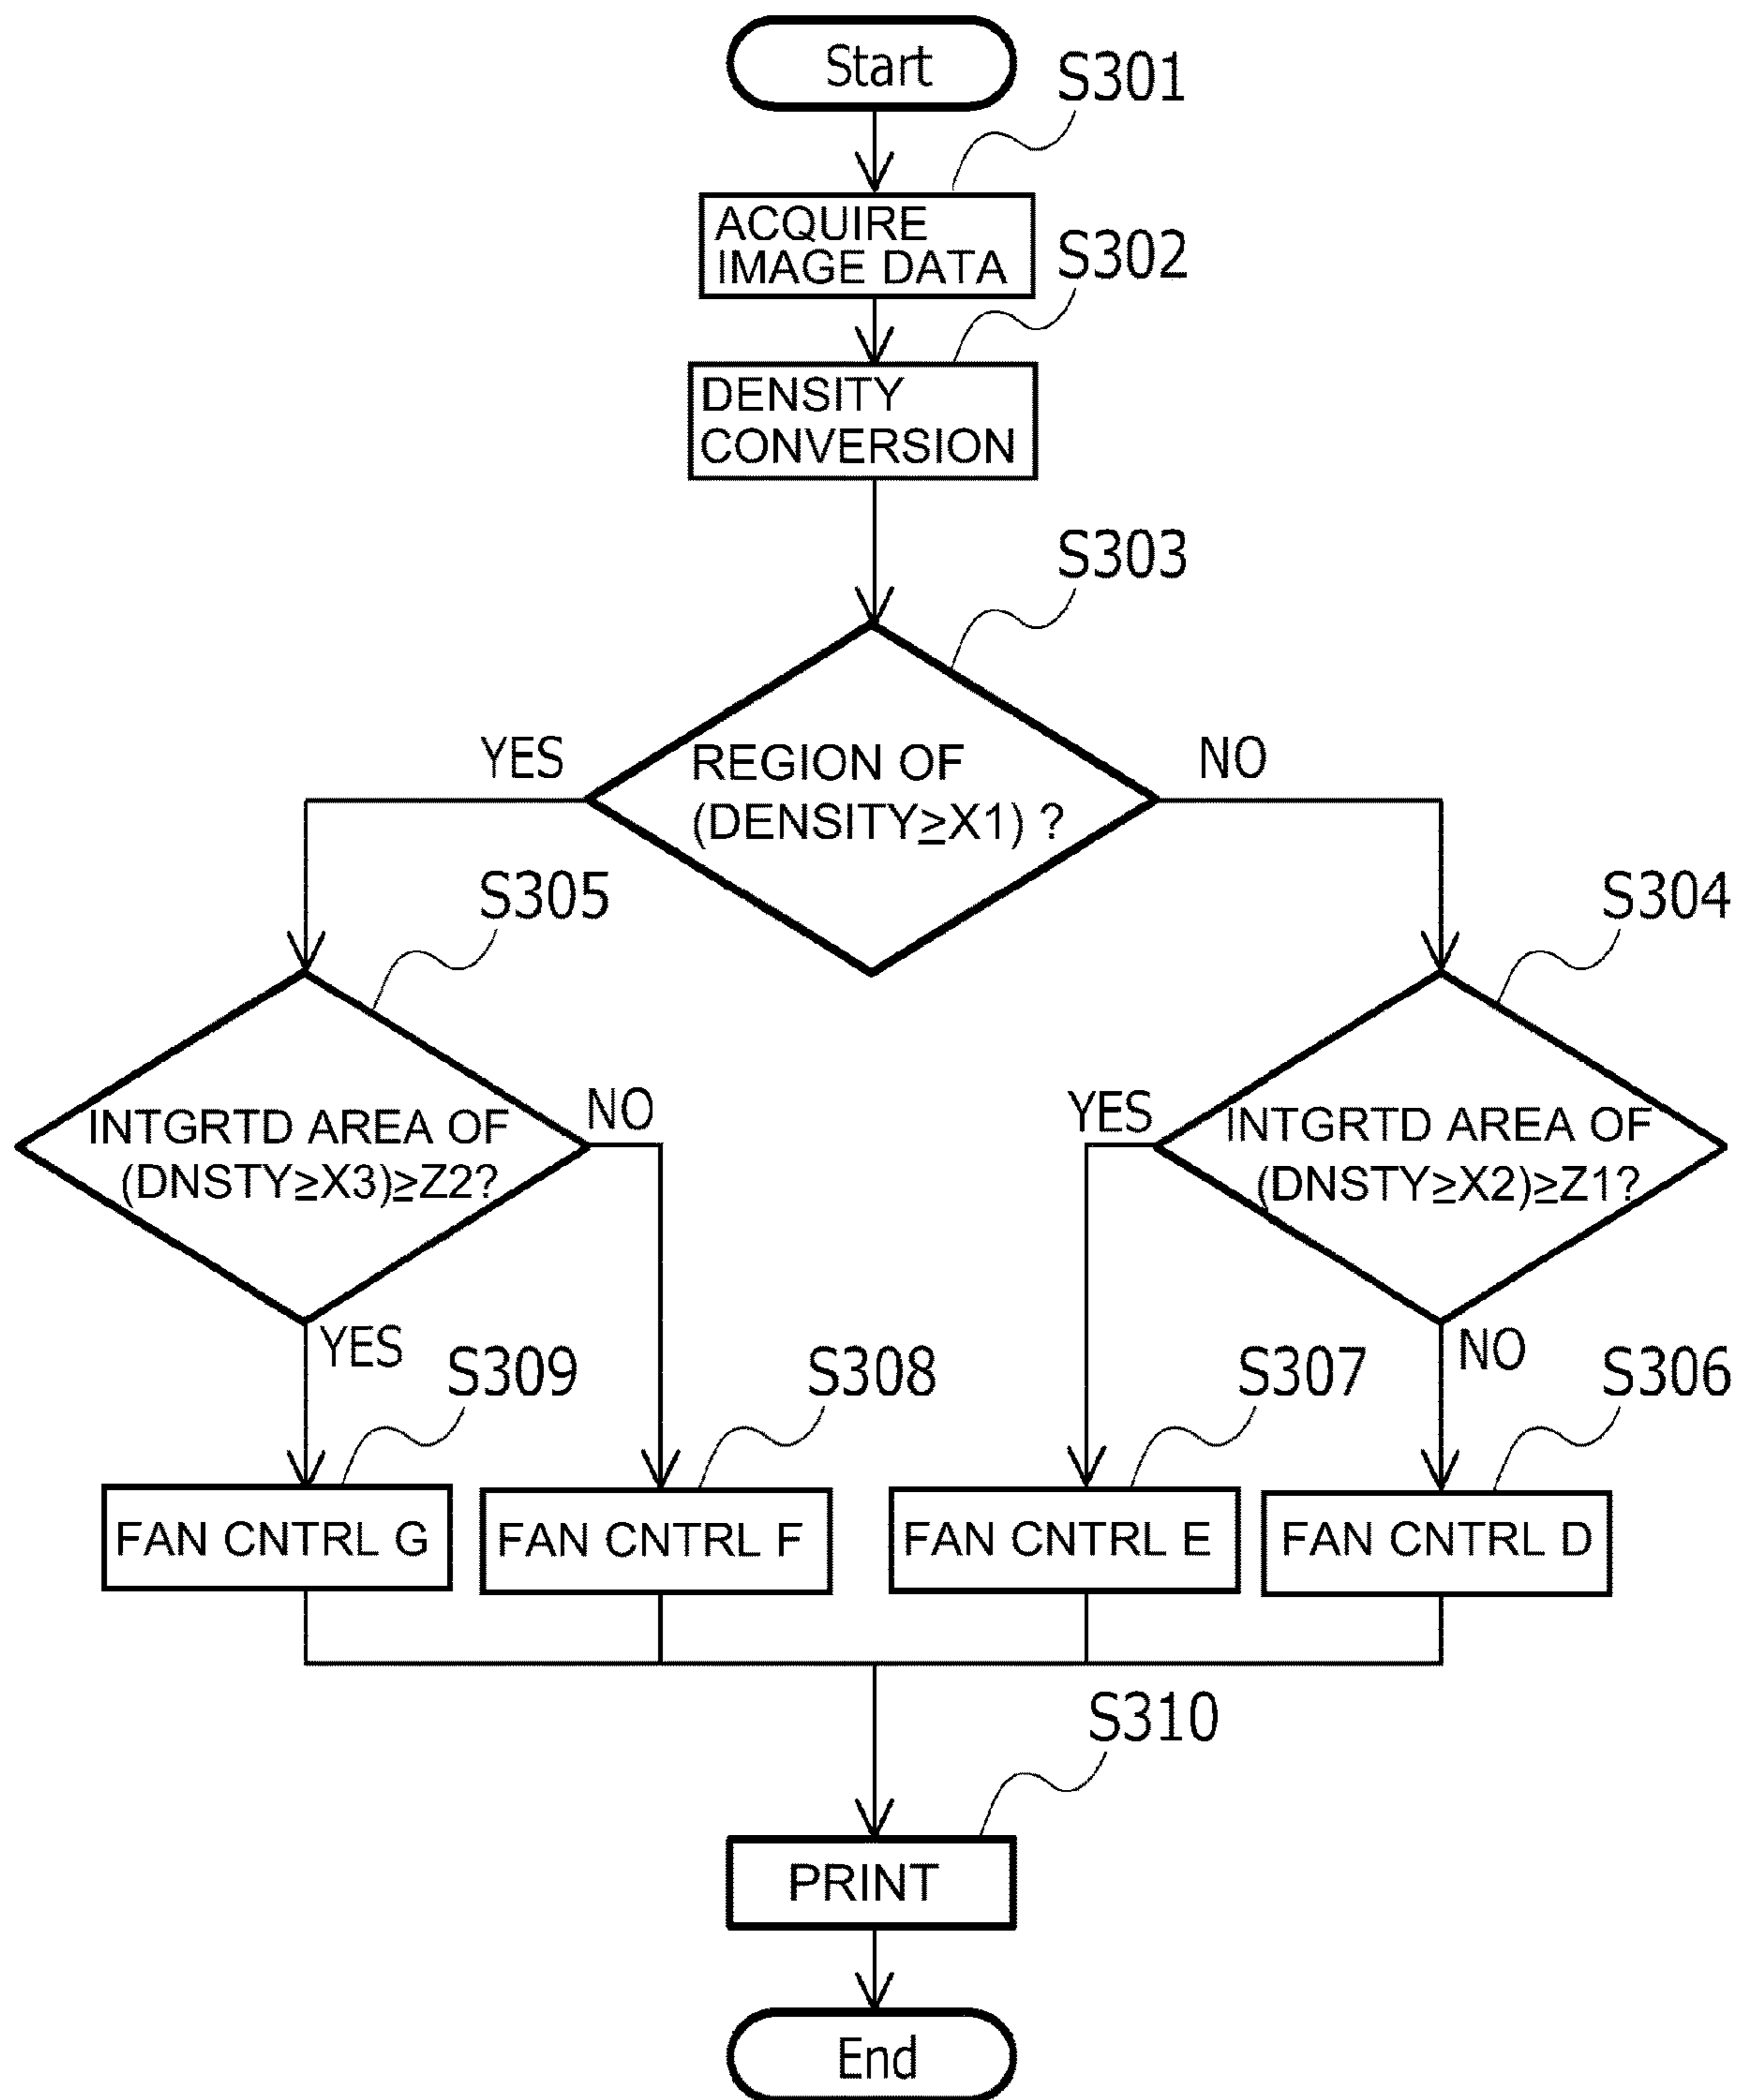 Start
S301
ACQUIRE
IMAGE DATA
S302
DENSITY
CONVERSION
S303
YES
REGION OF
(DENSITY≥X1) ?
NO
S305
S304
INTGRTD AREA OF
(DNSTY≥X3)≥Z2?
NO
YES
INTGRTD AREA OF
(DNSTY≥X2)≥Z1?
YES
NO
S309
S308
S307
S306
FAN CNTRL G
FAN CNTRL F
FAN CNTRL E
FAN CNTRL D
S310
PRINT
End